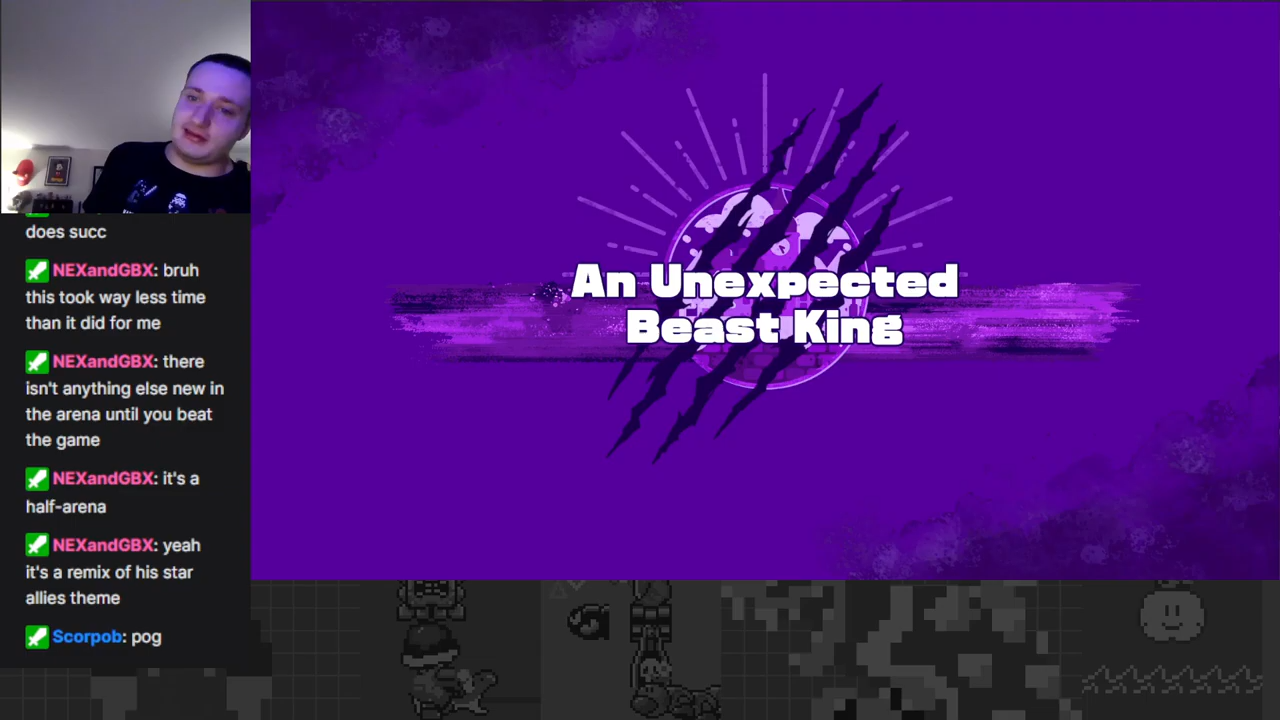 does succ
NEXandGBX: bruh
this took way less time
than it did for me
NEXandGBX: there
isn't anything else new in
the arena until you beat
the game
NEXandGBX: it's a
half-arena
NEXandGBX: yeah
it's a remix of his star
allies theme
Scorpob: pog
An Unexpected
Beast King